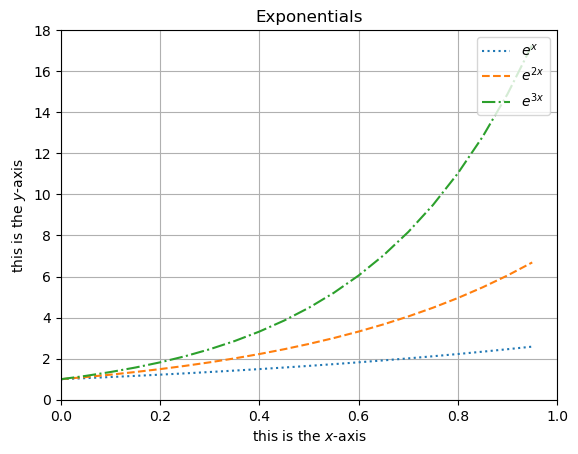 Exponentials
18
16
14
12
10
8
6
4
2
0
this is the y-axis
e^x
e^{2x}
e^{3x}
0.0 0.2 0.4 0.6 0.8 1.0
this is the x-axis